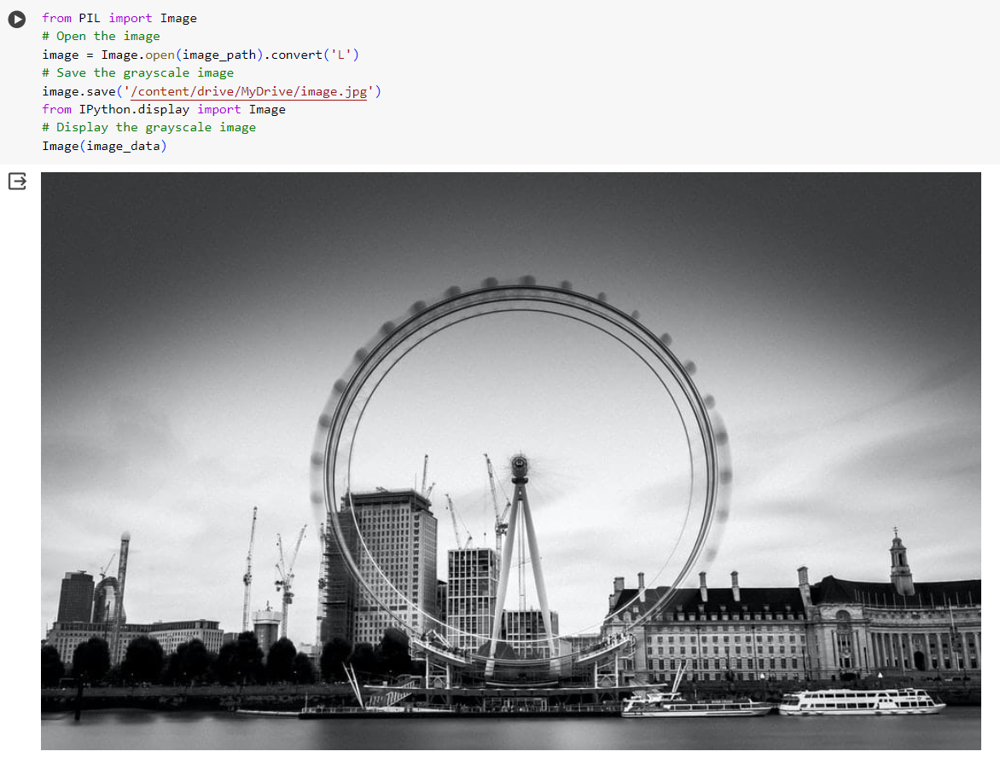 from PIL import Image
# Open the image
image = Image.open(image_path).convert('L')
# Save the grayscale image
image.save('/content/drive/MyDrive/image.jpg')
from IPython.display import Image
# Display the grayscale image
Image(image_data)